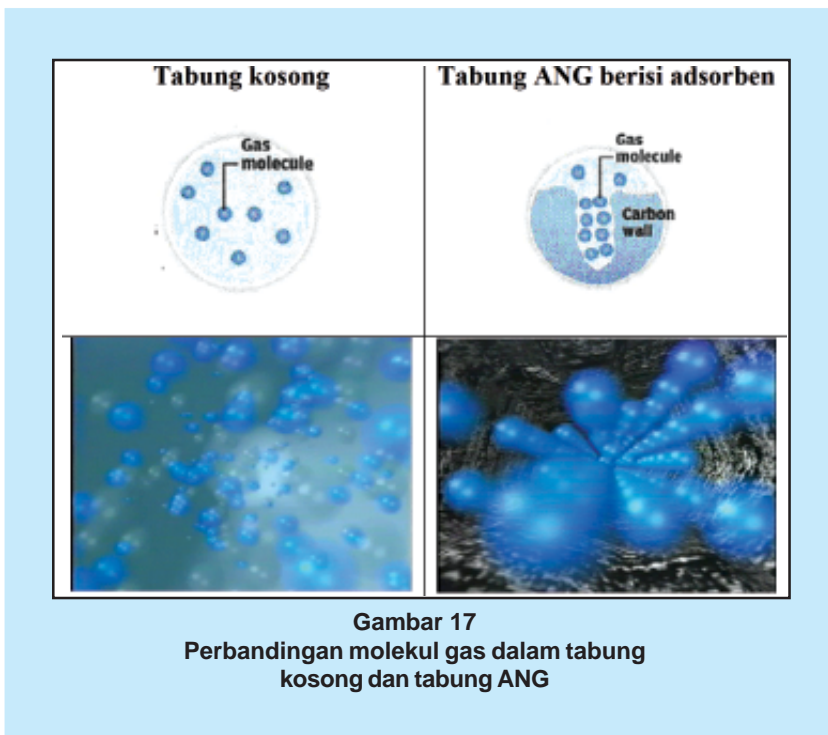 Tabung kosong
Tabung ANG berisi adsorben
Gas
molecule
Gas
molecule
Carbon
wall
Gambar 17
Perbandingan molekul gas dalam tabung
kosong dan tabung ANG